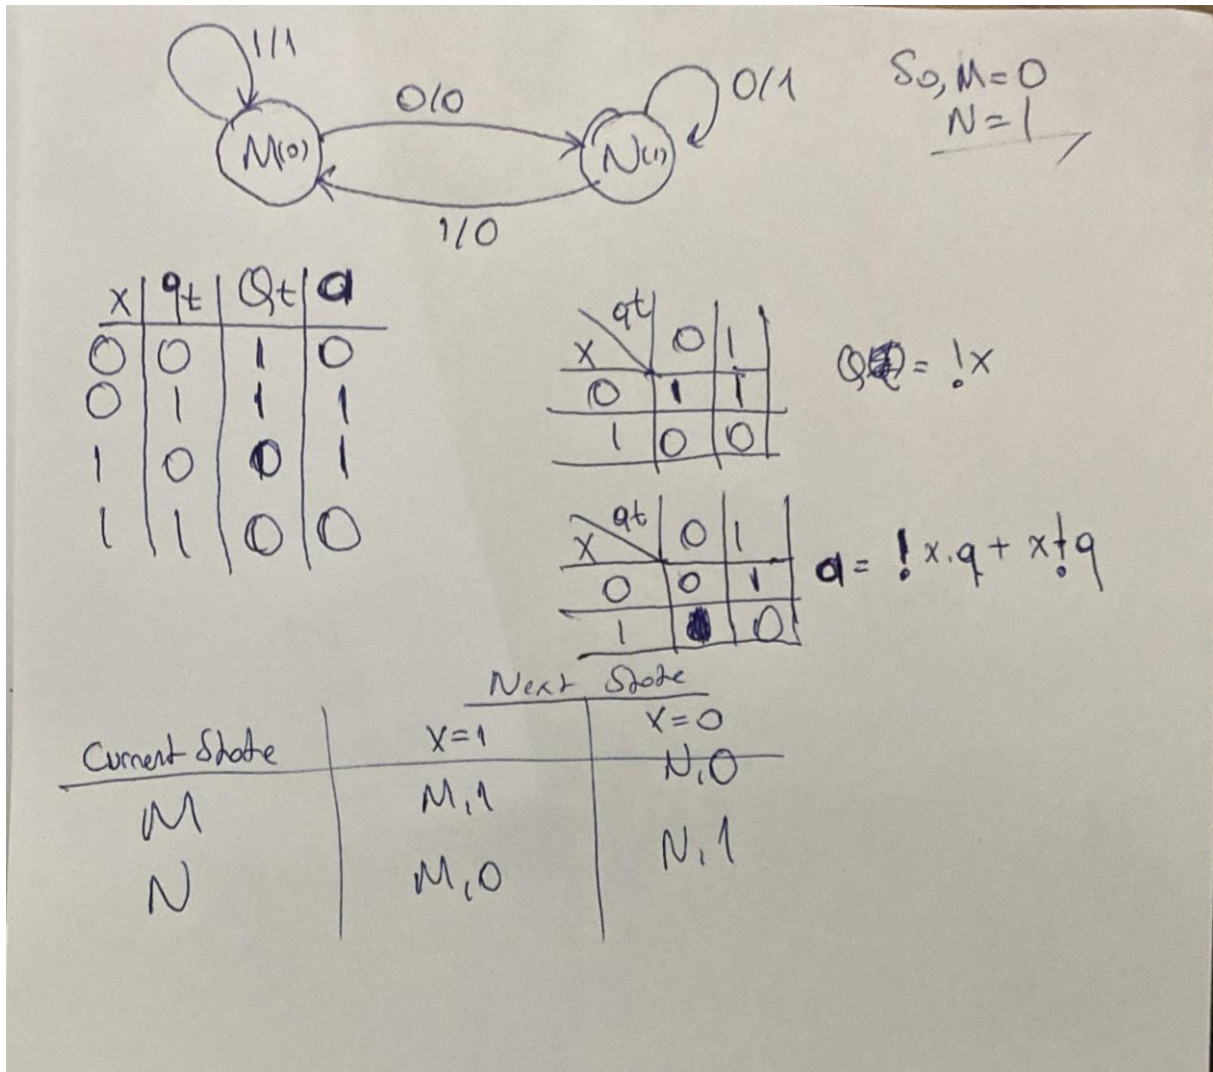 1/1
0/0
0/1
So, M=0
N=1
M(0)
N(1)
1/0
x qt Qt a
0 0 1 0
0 1 1 1
1 0 0 1
1 1 0 0
qt 0 1
x
0 1 1
1 0 0
Q = !x
qt 0 1
x
0 0 1
1 0
a = !x.q + x!q
Next State
Current State X=1 X=0
M M,1 N,0
N M,0 N,1